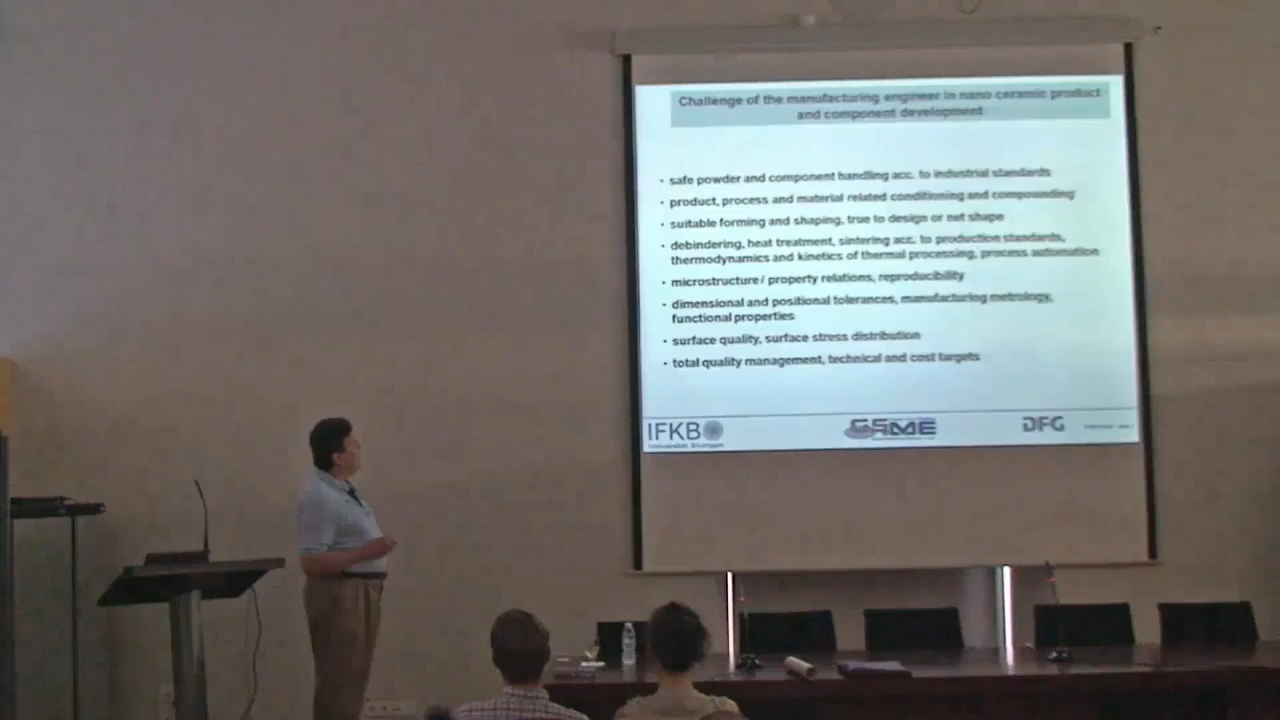 Challenge of the manufacturing engineer in nano ceramic product
and component development
• safe powder and component handling acc. to industrial standards
• product, process and material related conditioning and compounding
• suitable forming and shaping, true to design or net shape
• debindering, heat treatment, sintering acc. to production standards,
thermodynamics and kinetics of thermal processing, process automation
• microstructure / property relations, reproducibility
• dimensional and positional tolerances, manufacturing metrology,
functional properties
• surface quality, surface stress distribution
• total quality management, technical and cost targets
IFKB
Universität Stuttgart
DFG